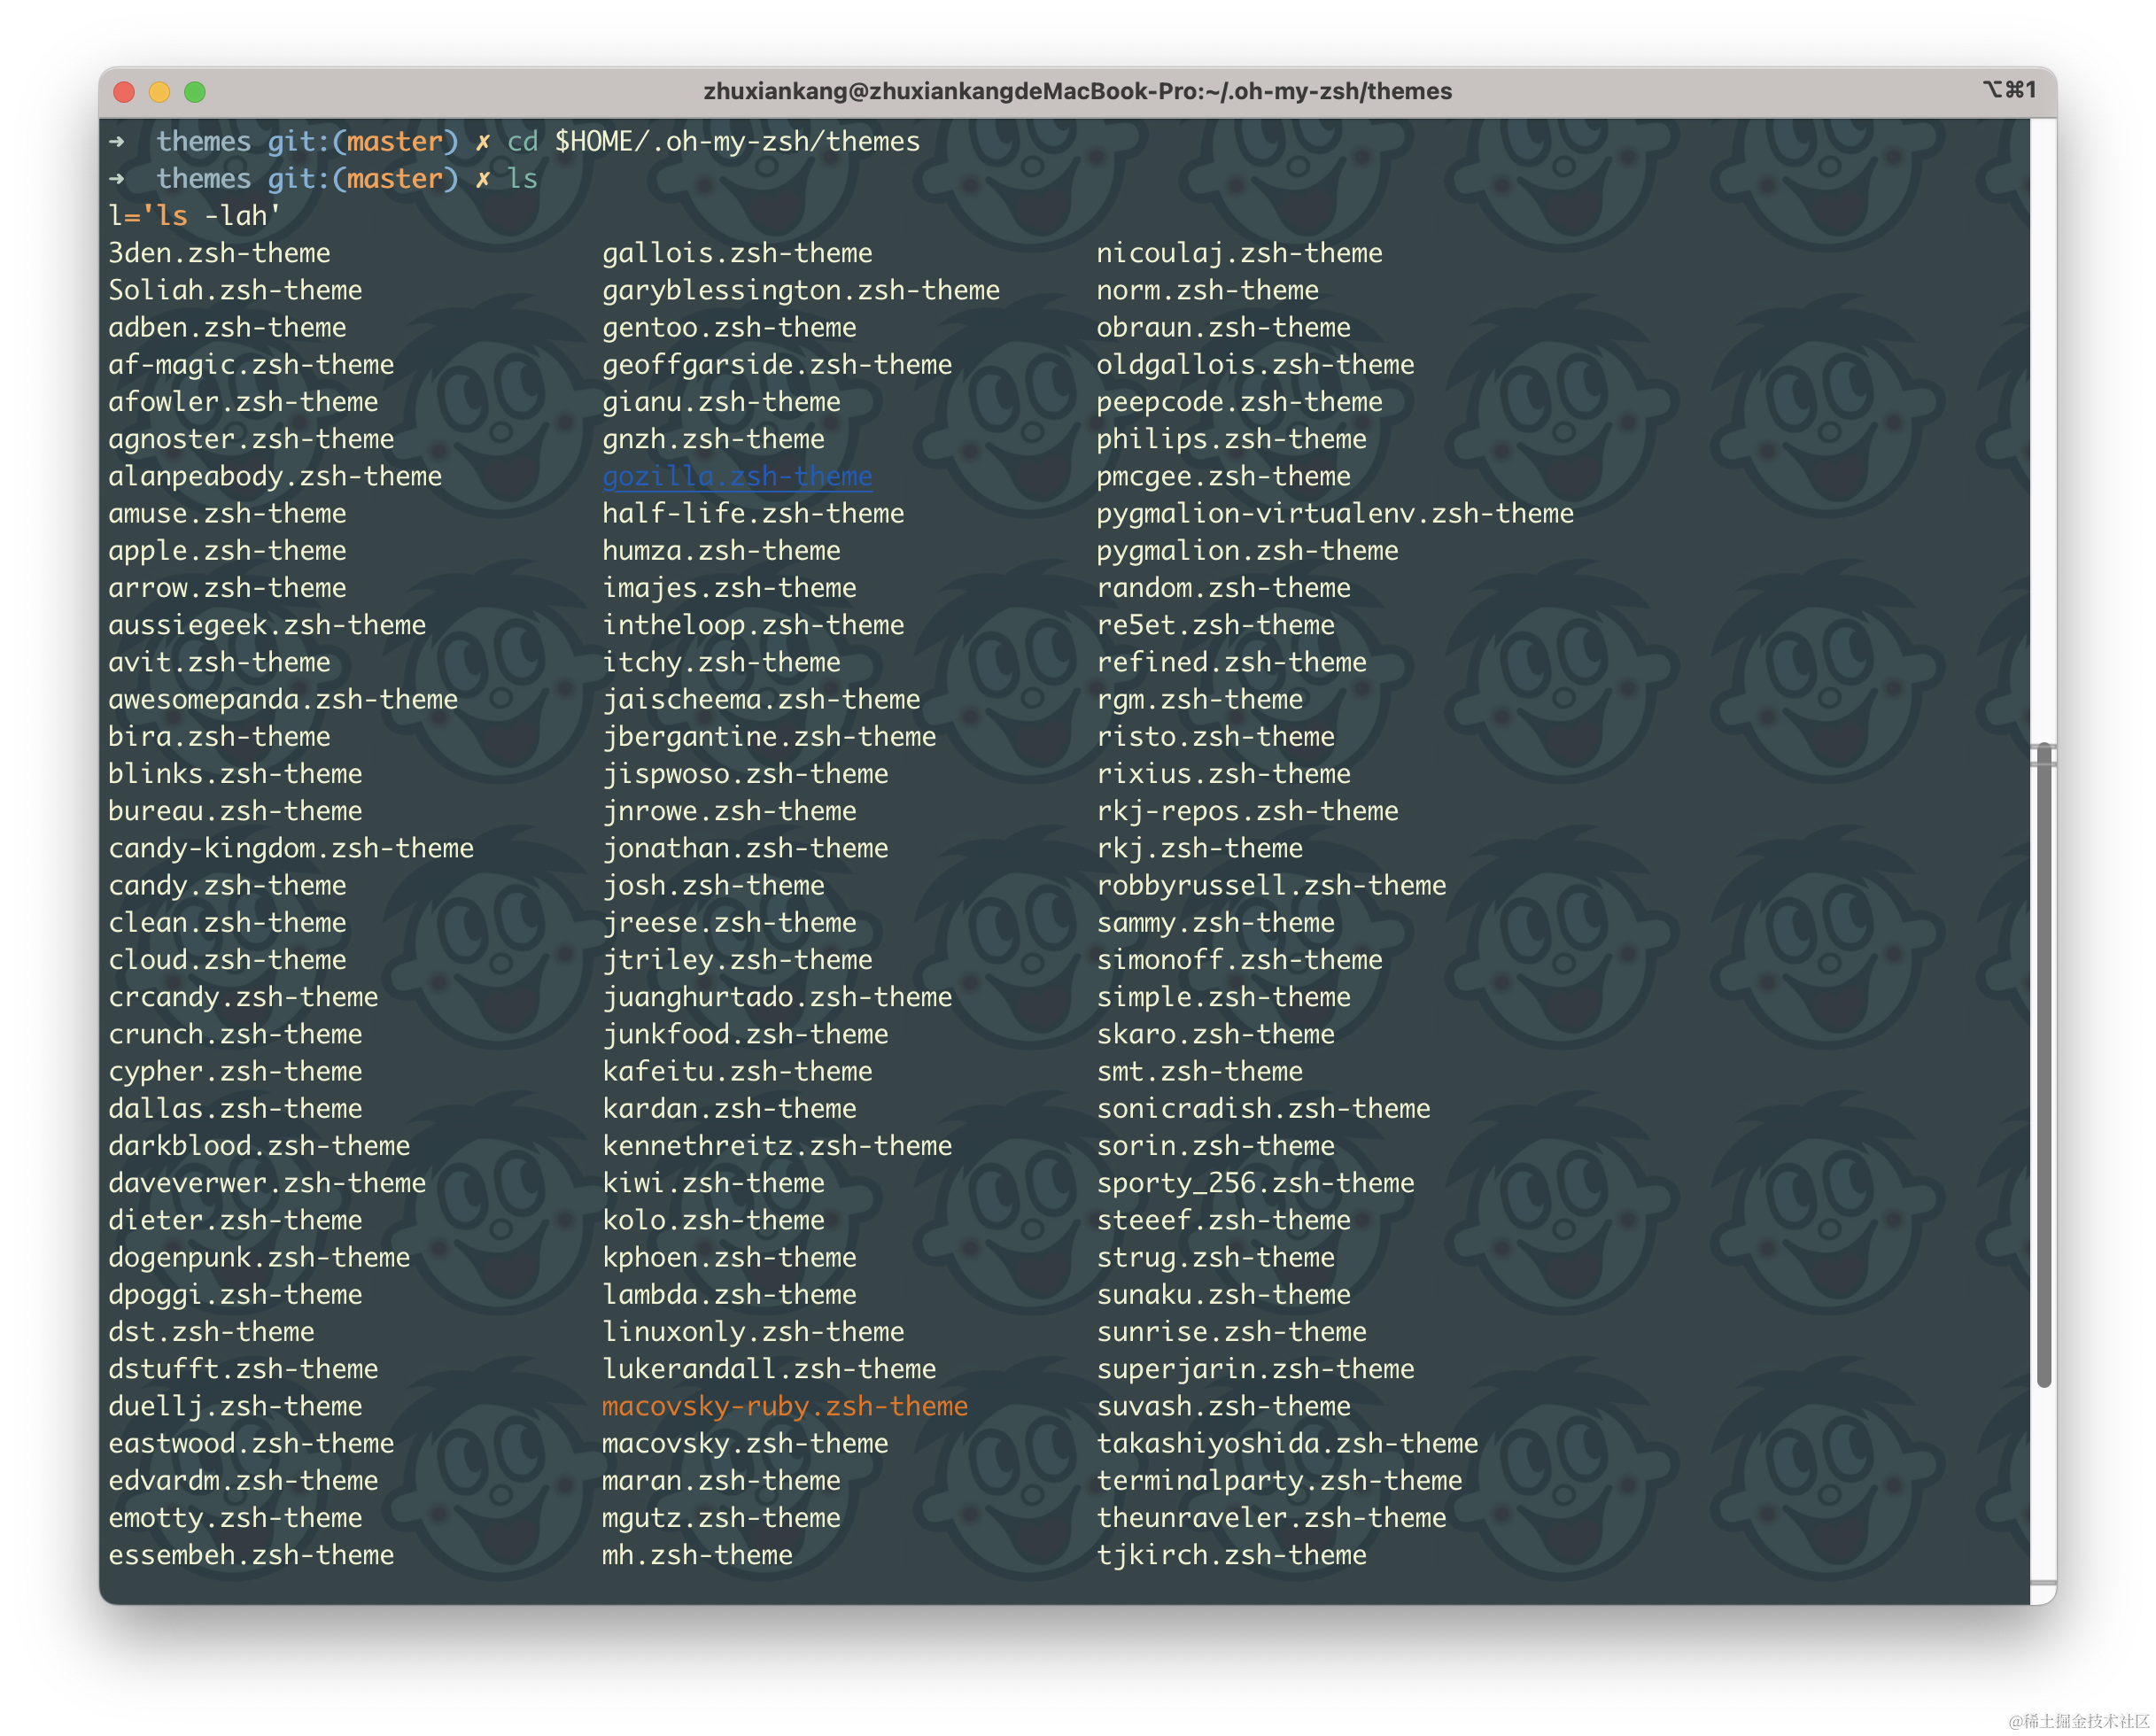 zhuxiankang@zhuxiankangdeMacBook-Pro:~/.oh-my-zsh/themes ⌥⌘1
➜  themes git:(master) ✗ cd $HOME/.oh-my-zsh/themes
➜  themes git:(master) ✗ ls
l='ls -lah'
3den.zsh-theme gallois.zsh-theme nicoulaj.zsh-theme
Soliah.zsh-theme garyblessington.zsh-theme norm.zsh-theme
adben.zsh-theme gentoo.zsh-theme obraun.zsh-theme
af-magic.zsh-theme geoffgarside.zsh-theme oldgallois.zsh-theme
afowler.zsh-theme gianu.zsh-theme peepcode.zsh-theme
agnoster.zsh-theme gnzh.zsh-theme philips.zsh-theme
alanpeabody.zsh-theme gozilla.zsh-theme pmcgee.zsh-theme
amuse.zsh-theme half-life.zsh-theme pygmalion-virtualenv.zsh-theme
apple.zsh-theme humza.zsh-theme pygmalion.zsh-theme
arrow.zsh-theme imajes.zsh-theme random.zsh-theme
aussiegeek.zsh-theme intheloop.zsh-theme re5et.zsh-theme
avit.zsh-theme itchy.zsh-theme refined.zsh-theme
awesomepanda.zsh-theme jaischeema.zsh-theme rgm.zsh-theme
bira.zsh-theme jbergantine.zsh-theme risto.zsh-theme
blinks.zsh-theme jispwoso.zsh-theme rixius.zsh-theme
bureau.zsh-theme jnrowe.zsh-theme rkj-repos.zsh-theme
candy-kingdom.zsh-theme jonathan.zsh-theme rkj.zsh-theme
candy.zsh-theme josh.zsh-theme robbyrussell.zsh-theme
clean.zsh-theme jreese.zsh-theme sammy.zsh-theme
cloud.zsh-theme jtriley.zsh-theme simonoff.zsh-theme
crcandy.zsh-theme juanghurtado.zsh-theme simple.zsh-theme
crunch.zsh-theme junkfood.zsh-theme skaro.zsh-theme
cypher.zsh-theme kafeitu.zsh-theme smt.zsh-theme
dallas.zsh-theme kardan.zsh-theme sonicradish.zsh-theme
darkblood.zsh-theme kennethreitz.zsh-theme sorin.zsh-theme
daveverwer.zsh-theme kiwi.zsh-theme sporty_256.zsh-theme
dieter.zsh-theme kolo.zsh-theme steeef.zsh-theme
dogenpunk.zsh-theme kphoen.zsh-theme strug.zsh-theme
dpoggi.zsh-theme lambda.zsh-theme sunaku.zsh-theme
dst.zsh-theme linuxonly.zsh-theme sunrise.zsh-theme
dstufft.zsh-theme lukerandall.zsh-theme superjarin.zsh-theme
duellj.zsh-theme macovsky-ruby.zsh-theme suvash.zsh-theme
eastwood.zsh-theme macovsky.zsh-theme takashiyoshida.zsh-theme
edvardm.zsh-theme maran.zsh-theme terminalparty.zsh-theme
emotty.zsh-theme mgutz.zsh-theme theunraveler.zsh-theme
essembeh.zsh-theme mh.zsh-theme tjkirch.zsh-theme
@稀土掘金技术社区